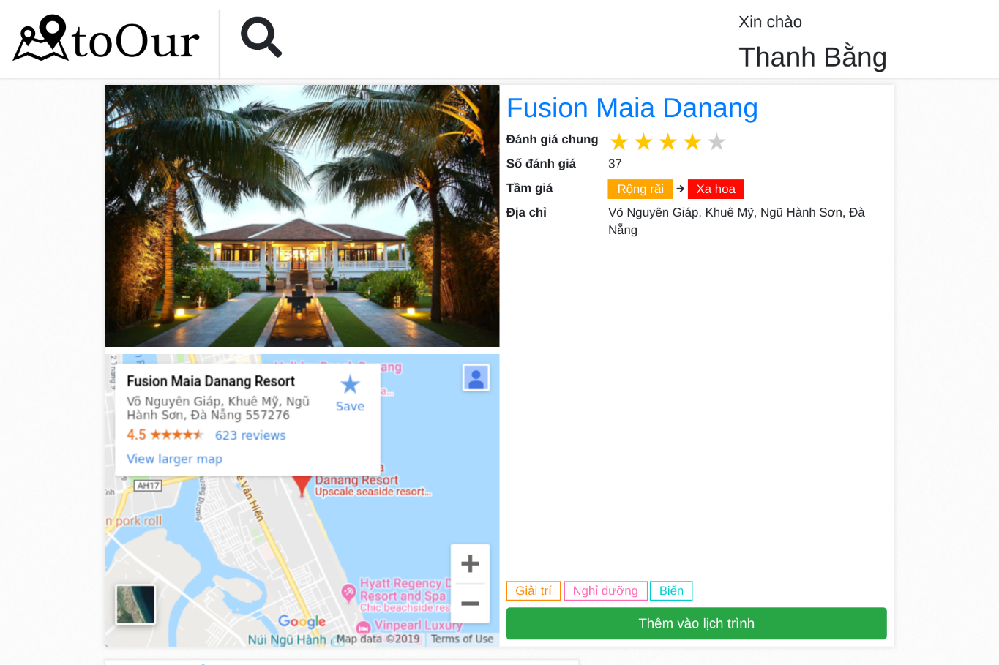 toOur
Xin chào
Thanh Bằng
Fusion Maia Danang
Đánh giá chung
Số đánh giá 37
Tầm giá Rộng rãi → Xa hoa
Địa chỉ Võ Nguyên Giáp, Khuê Mỹ, Ngũ Hành Sơn, Đà
Nẵng
Fusion Maia Danang Resort
Võ Nguyên Giáp, Khuê Mỹ, Ngũ
Hành Sơn, Đà Nẵng 557276
Save
4.5 623 reviews
View larger map
Danang Resort
Upscale seaside resort...
AH17
Văn Hiến
n pork roll
Hyatt Regency D
Resort and Spa
Chic beachside res
Vinpearl Luxury
Google
Núi Ngũ Hành
Map data ©2019 Terms of Use
Giải trí Nghỉ dưỡng Biển
Thêm vào lịch trình